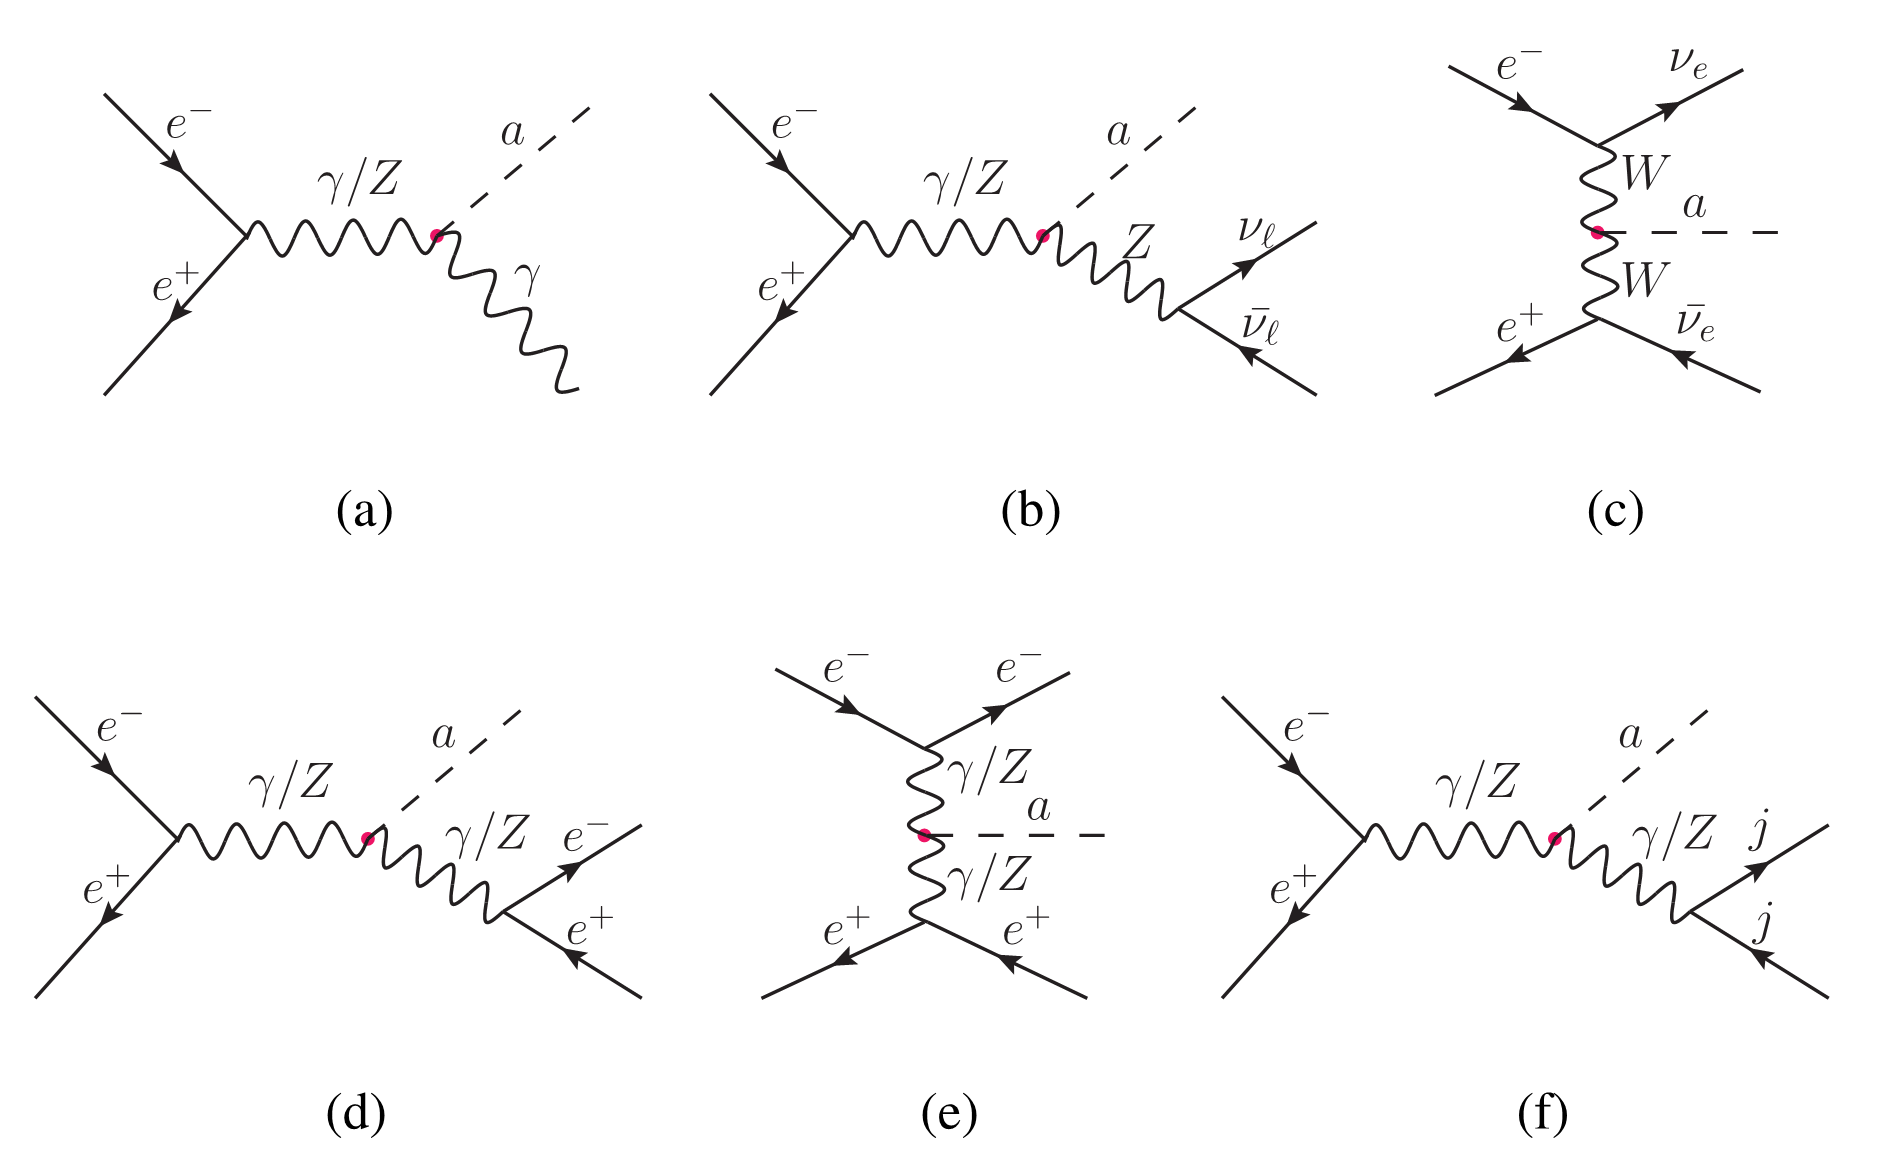 e⁻ γ/Z a γ e⁺
(a)
e⁻ γ/Z a Z ν_ℓ ν̄_ℓ e⁺
(b)
e⁻ ν_e W a W e⁺ ν̄_e
(c)
e⁻ γ/Z a γ/Z e⁻ e⁺ e⁺
(d)
e⁻ e⁻ γ/Z a γ/Z e⁺ e⁺
(e)
e⁻ γ/Z a γ/Z j j e⁺
(f)